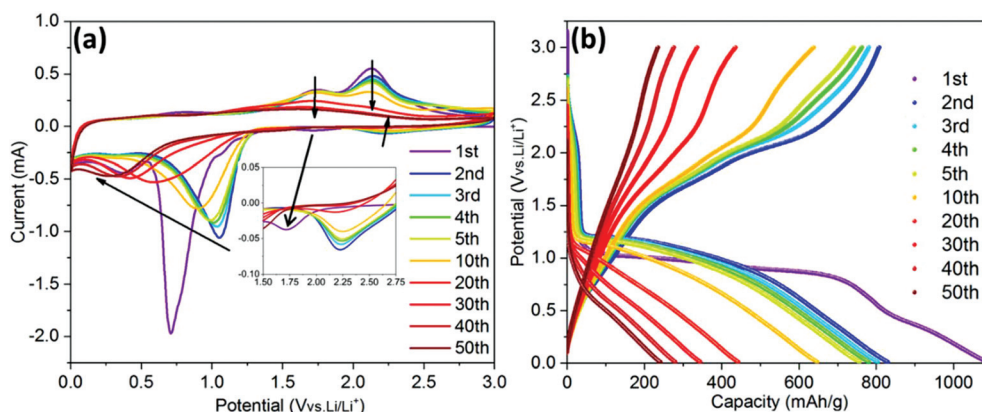 (a)
1.0
0.5
0.0
-0.5
-1.0
-1.5
-2.0
Current (mA)
0.0 0.5 1.0 1.5 2.0 2.5 3.0
Potential (Vvs.Li/Li+)
0.05
0.00
-0.05
-0.10
1.50 1.75 2.00 2.25 2.50 2.75
1st
2nd
3rd
4th
5th
10th
20th
30th
40th
50th
(b)
3.0
2.5
2.0
1.5
1.0
0.5
0.0
Potential (Vvs.Li/Li+)
0 200 400 600 800 1000
Capacity (mAh/g)
1st
2nd
3rd
4th
5th
10th
20th
30th
40th
50th